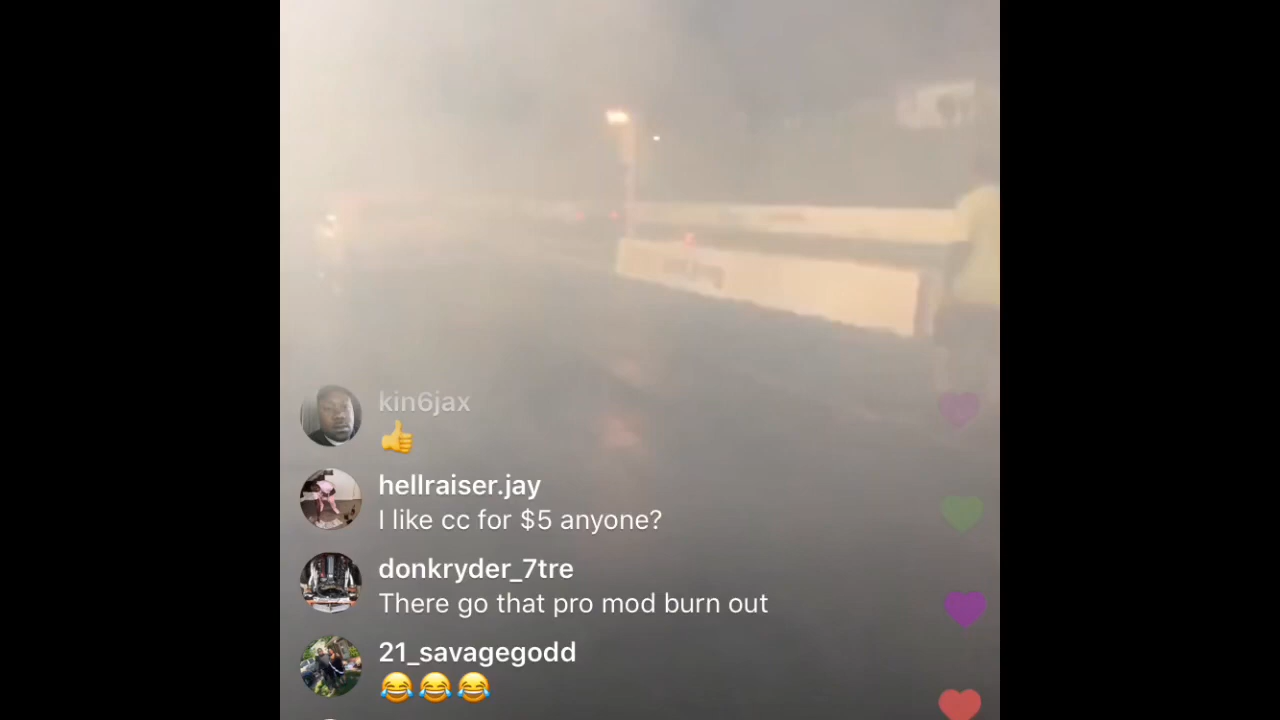 kin6jax
👍
hellraiser.jay
I like cc for $5 anyone?
donkryder_7tre
There go that pro mod burn out
21_savagegodd
😂😂😂